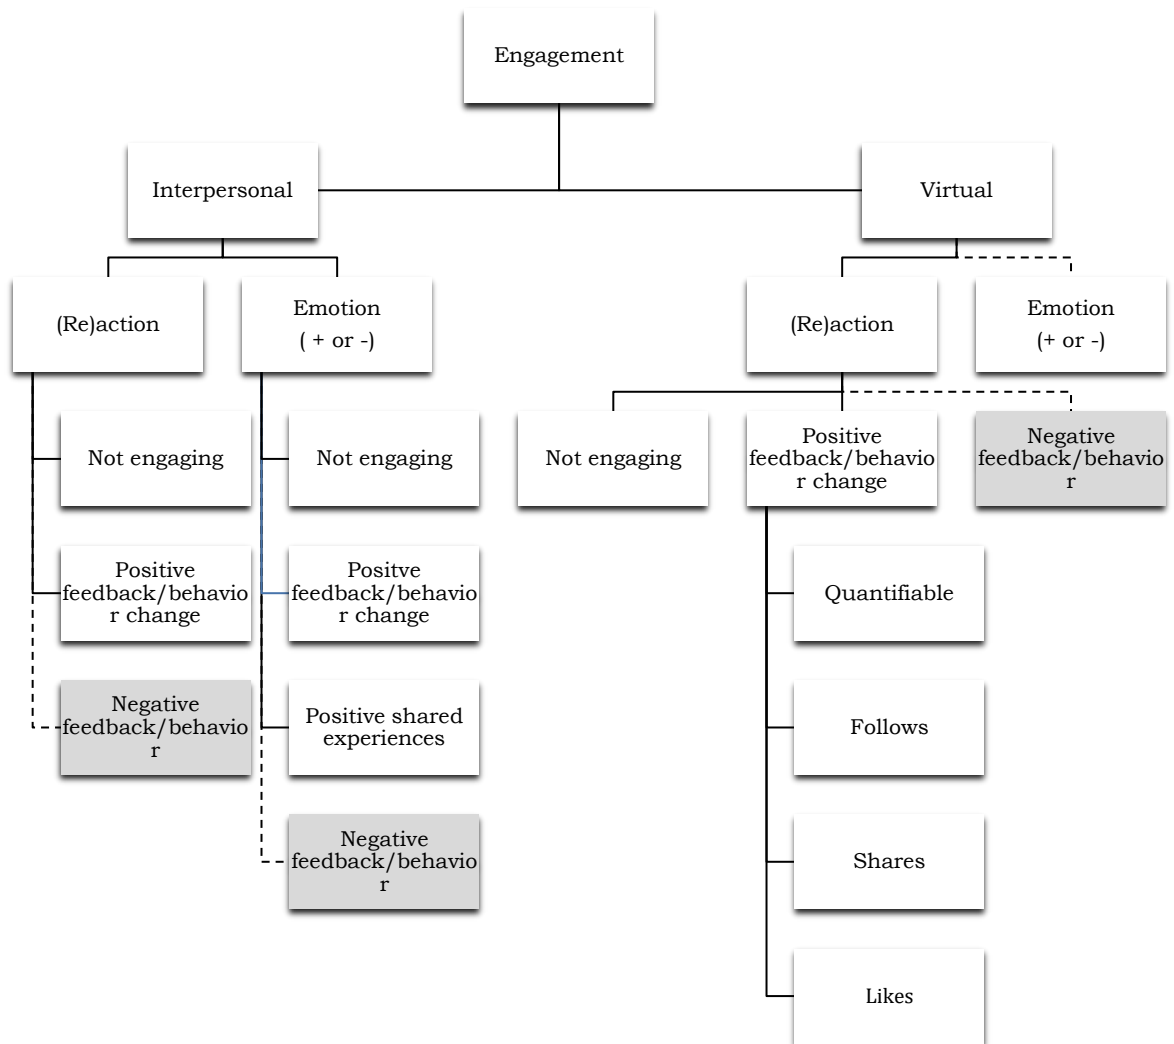 Engagement
Interpersonal
Virtual
(Re)action
Emotion
( + or -)
(Re)action
Emotion
(+ or -)
Not engaging
Not engaging
Not engaging
Positive
feedback/behavio
r change
Negative
feedback/behavio
r
Positive
feedback/behavio
r change
Positve
feedback/behavio
r change
Quantifiable
Negative
feedback/behavio
r
Positive shared
experiences
Follows
Negative
feedback/behavio
r
Shares
Likes